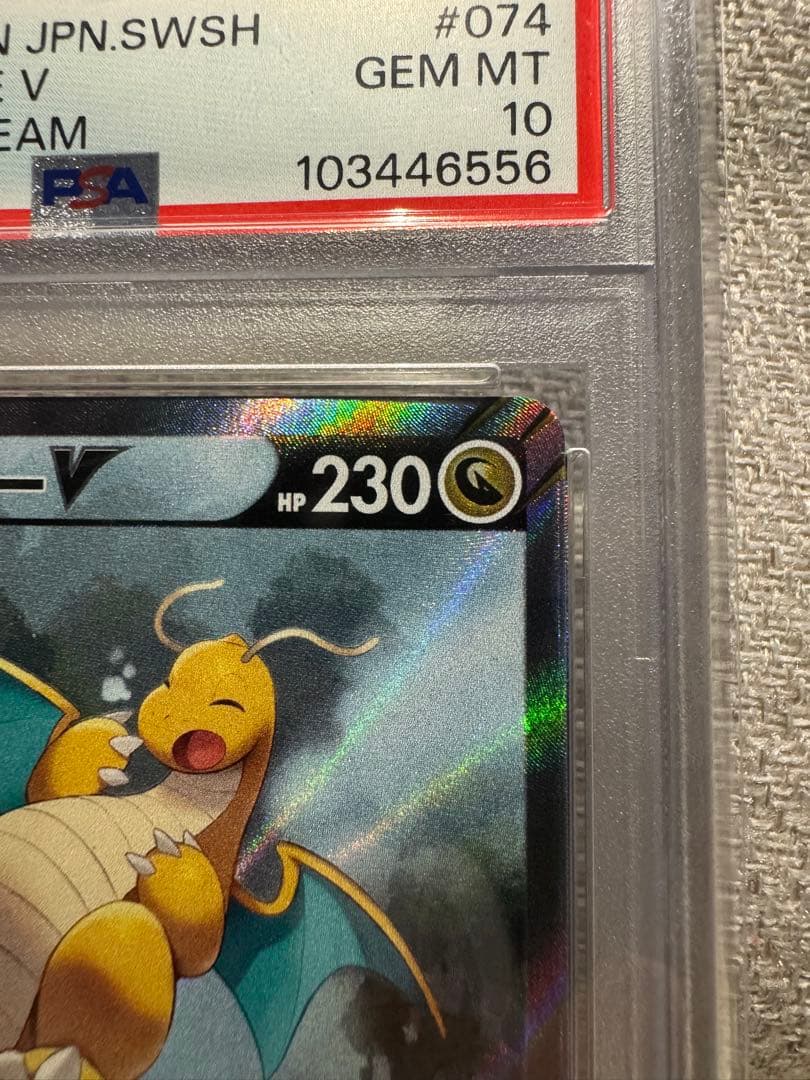 N JPN.SWSH #074
E V GEM MT
EAM 10
PSA 103446556
V HP 230